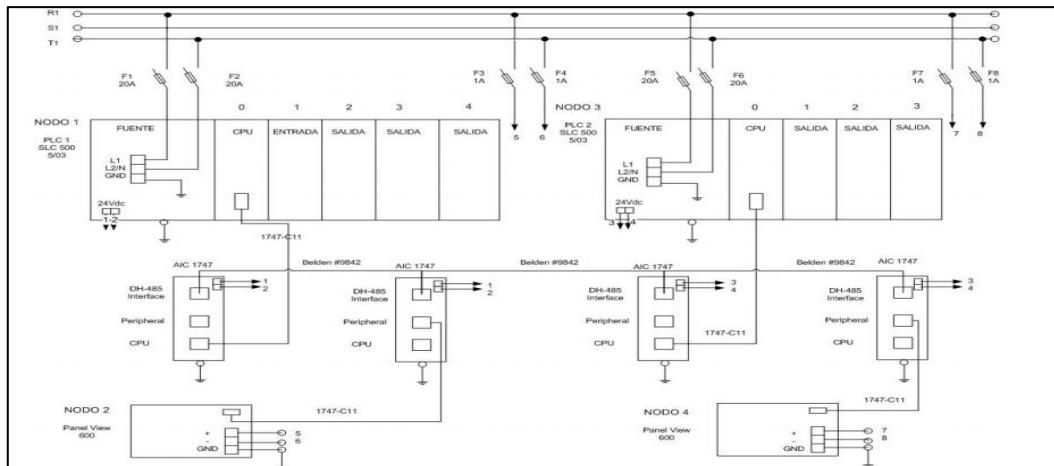 R1
S1
T1
F1
20A
F2
20A
F3
1A
F4
1A
F5
20A
F6
20A
F7
1A
F8
1A
NODO 1
0 1 2 3 4
PLC 1
SLC 500
5/03
FUENTE
CPU
ENTRADA
SALIDA
SALIDA
SALIDA
L1
L2/N
GND
24Vdc
1 2
5 6
NODO 3
0 1 2 3
PLC 2
SLC 500
5/03
FUENTE
CPU
SALIDA
SALIDA
SALIDA
L1
L2/N
GND
24Vdc
3 4
7 8
1747-C11
AIC 1747
Belden #9842
AIC 1747
Belden #9842
AIC 1747
Belden #9842
AIC 1747
DH-485
Interface
Peripheral
CPU
1
2
DH-485
Interface
Peripheral
CPU
1
2
DH-485
Interface
Peripheral
CPU
3
4
1747-C11
DH-485
Interface
Peripheral
CPU
3
4
NODO 2
Panel View
600
1747-C11
+
-
GND
5
6
NODO 4
Panel View
600
1747-C11
+
-
GND
7
8